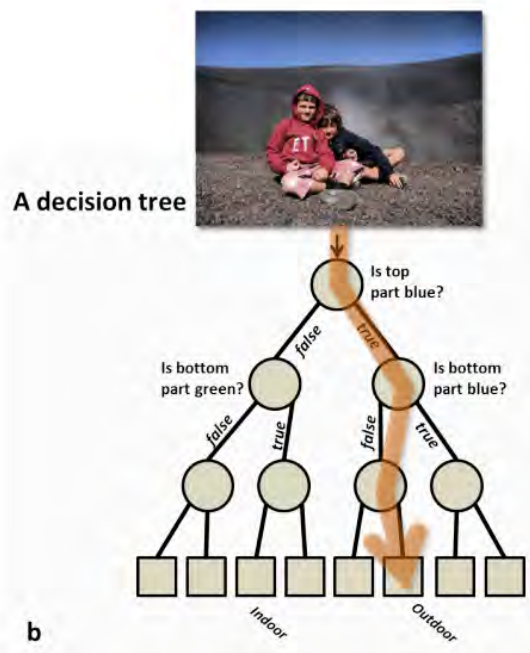 ET
A decision tree
Is top
part blue?
false
true
Is bottom
part green?
Is bottom
part blue?
false
true
false
true
Indoor
Outdoor
b